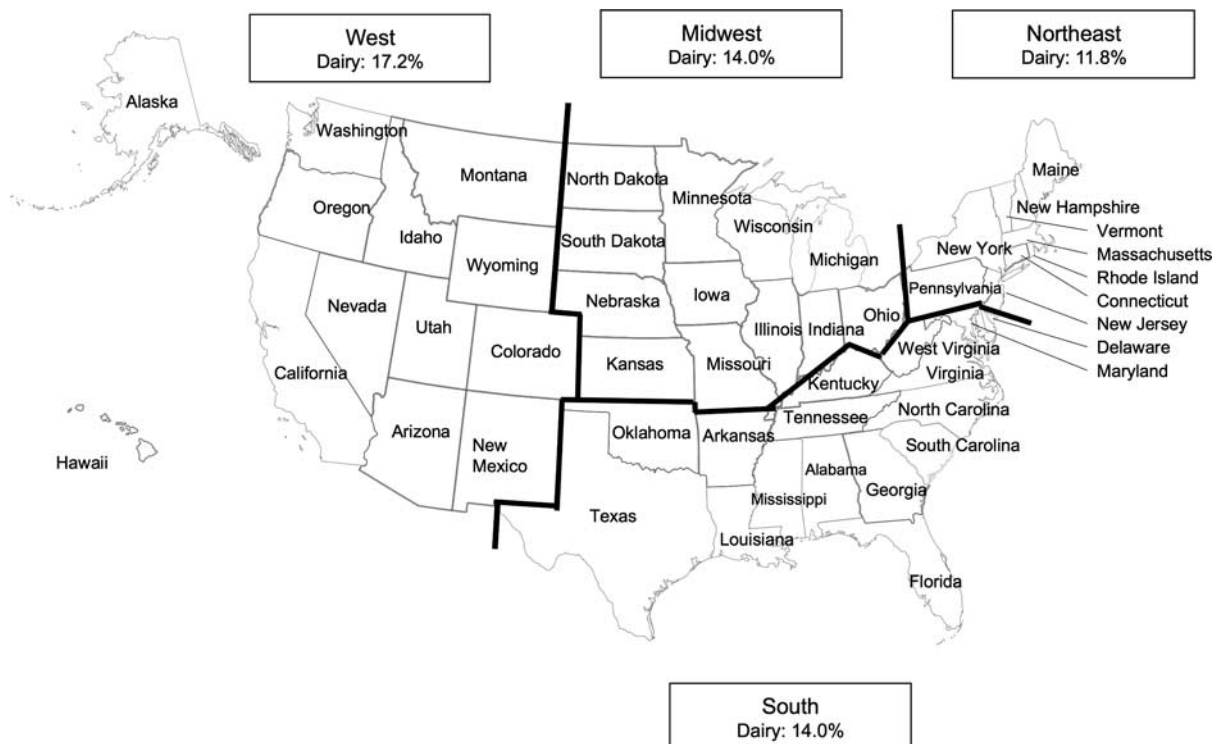 West
Dairy: 17.2%
Midwest
Dairy: 14.0%
Northeast
Dairy: 11.8%
Alaska
Washington
Montana
North Dakota
Minnesota
Maine
Oregon
Idaho
Wyoming
South Dakota
Wisconsin
Michigan
New York
New Hampshire
Vermont
Massachusetts
Rhode Island
Connecticut
New Jersey
Delaware
Maryland
Nevada
Utah
Colorado
Nebraska
Iowa
Illinois
Indiana
Ohio
Pennsylvania
California
Kansas
Missouri
Kentucky
West Virginia
Virginia
Hawaii
Arizona
New
Mexico
Oklahoma
Arkansas
Tennessee
North Carolina
South Carolina
Texas
Louisiana
Mississippi
Alabama
Georgia
Florida
South
Dairy: 14.0%